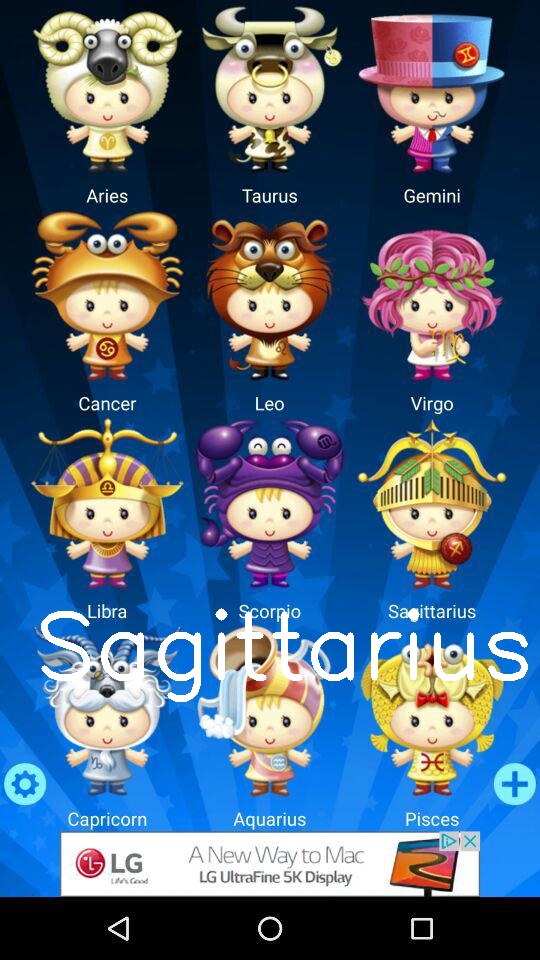 Aries Taurus Gemini
Cancer Leo Virgo
Libra Scorpio Sagittarius
Sagittarius
Capricorn Aquarius Pisces
LG
Life's Good
A New Way to Mac
LG UltraFine 5K Display